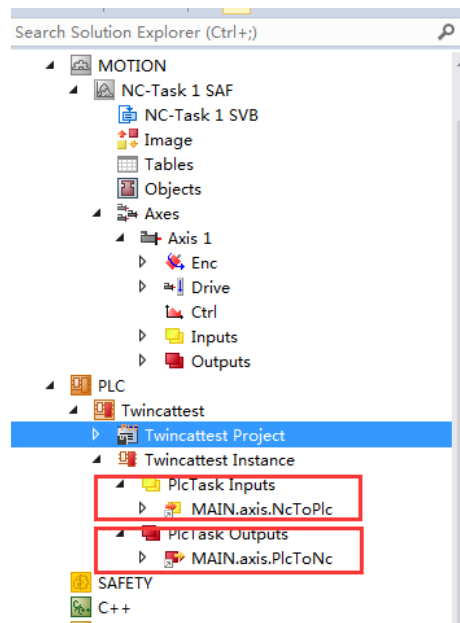 Search Solution Explorer (Ctrl+;)
MOTION
NC-Task 1 SAF
NC-Task 1 SVB
Image
Tables
Objects
Axes
Axis 1
Enc
Drive
Ctrl
Inputs
Outputs
PLC
Twincattest
Twincattest Project
Twincattest Instance
PlcTask Inputs
MAIN.axis.NcToPlc
PlcTask Outputs
MAIN.axis.PlcToNc
SAFETY
C++